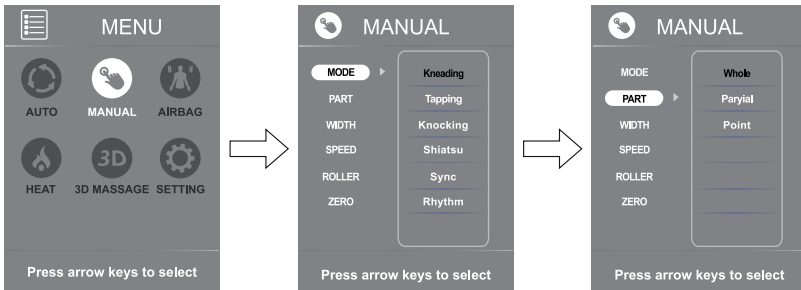 MENU
AUTO MANUAL AIRBAG
HEAT 3D MASSAGE SETTING
3D
Press arrow keys to select
MANUAL
MODE Kneading
PART Tapping
WIDTH Knocking
SPEED Shiatsu
ROLLER Sync
ZERO Rhythm
Press arrow keys to select
MANUAL
MODE Whole
PART Paryial
WIDTH Point
SPEED
ROLLER
ZERO
Press arrow keys to select